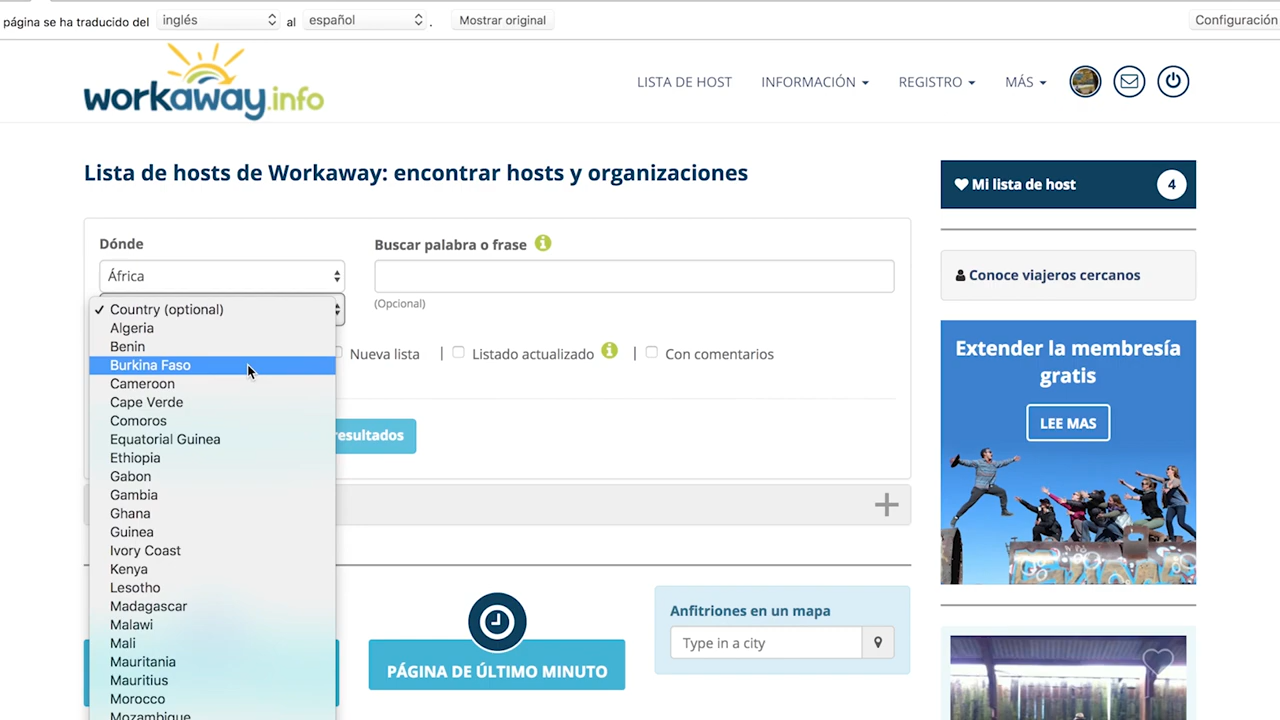 página se ha traducido del inglés al español . Mostrar original Configuración
workaway.info
LISTA DE HOST INFORMACIÓN REGISTRO MÁS
Lista de hosts de Workaway: encontrar hosts y organizaciones
Mi lista de host 4
Dónde
África
Buscar palabra o frase
(Opcional)
Nueva lista | Listado actualizado | Con comentarios
resultados
✓ Country (optional)
Algeria
Benin
Burkina Faso
Cameroon
Cape Verde
Comoros
Equatorial Guinea
Ethiopia
Gabon
Gambia
Ghana
Guinea
Ivory Coast
Kenya
Lesotho
Madagascar
Malawi
Mali
Mauritania
Mauritius
Morocco
Mozambique
PÁGINA DE ÚLTIMO MINUTO
Anfitriones en un mapa
Type in a city
Conoce viajeros cercanos
Extender la membresía
gratis
LEE MAS